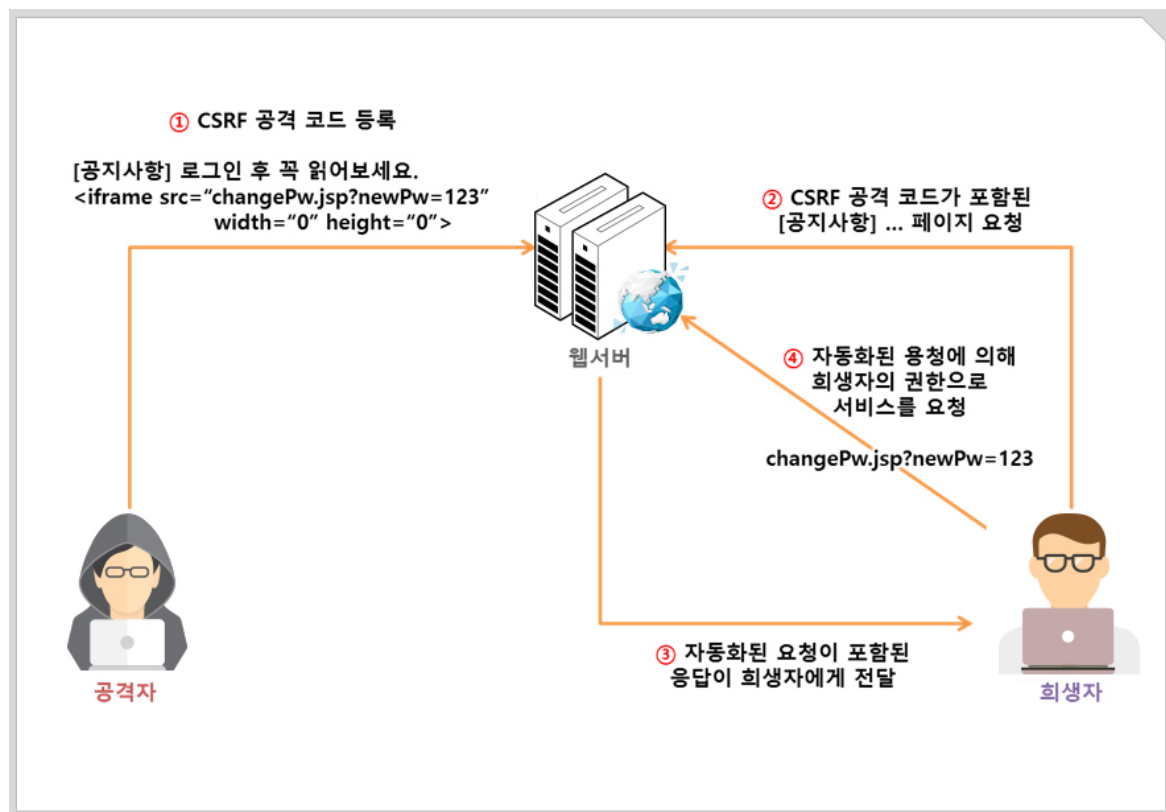 ① CSRF 공격 코드 등록
[공지사항] 로그인 후 꼭 읽어보세요.
<iframe src=“changePw.jsp?newPw=123”
width=“0” height=“0”>
② CSRF 공격 코드가 포함된
[공지사항] ... 페이지 요청
웹서버
④ 자동화된 용청에 의해
희생자의 권한으로
서비스를 요청
changePw.jsp?newPw=123
③ 자동화된 요청이 포함된
응답이 희생자에게 전달
공격자
희생자